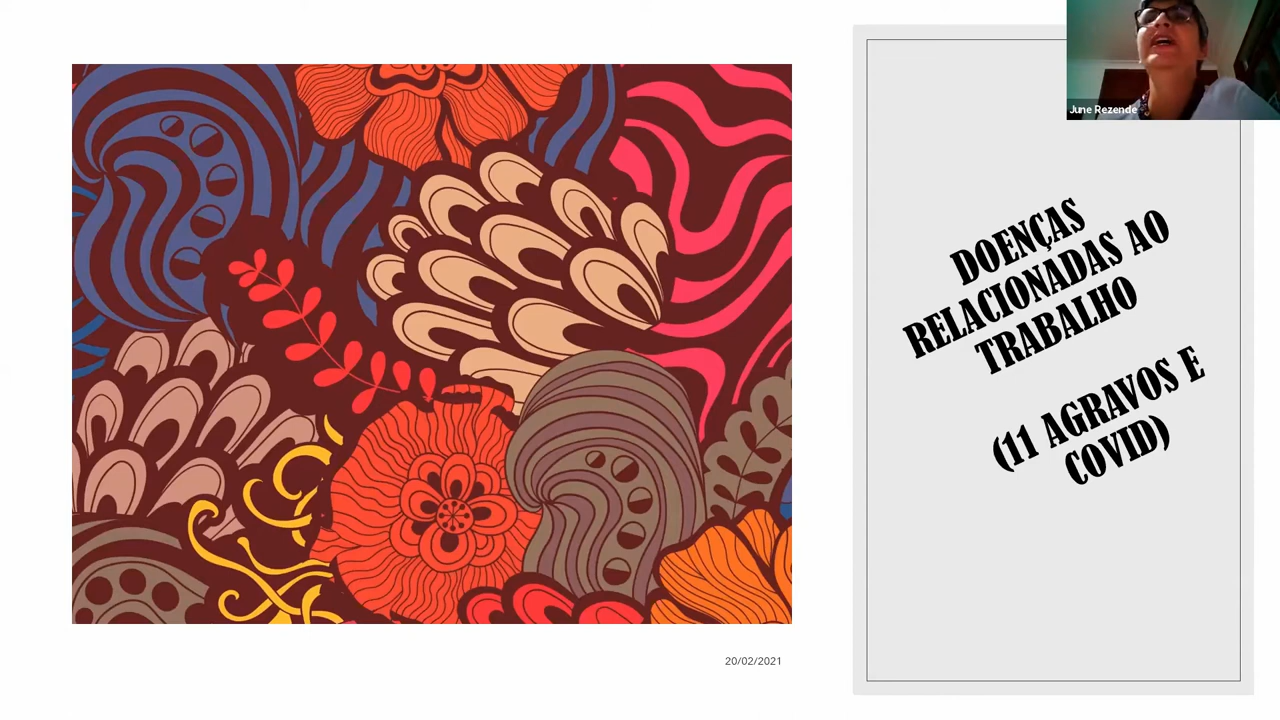 June Rezende
DOENÇAS
RELACIONADAS AO
TRABALHO
(11 AGRAVOS E
COVID)
20/02/2021